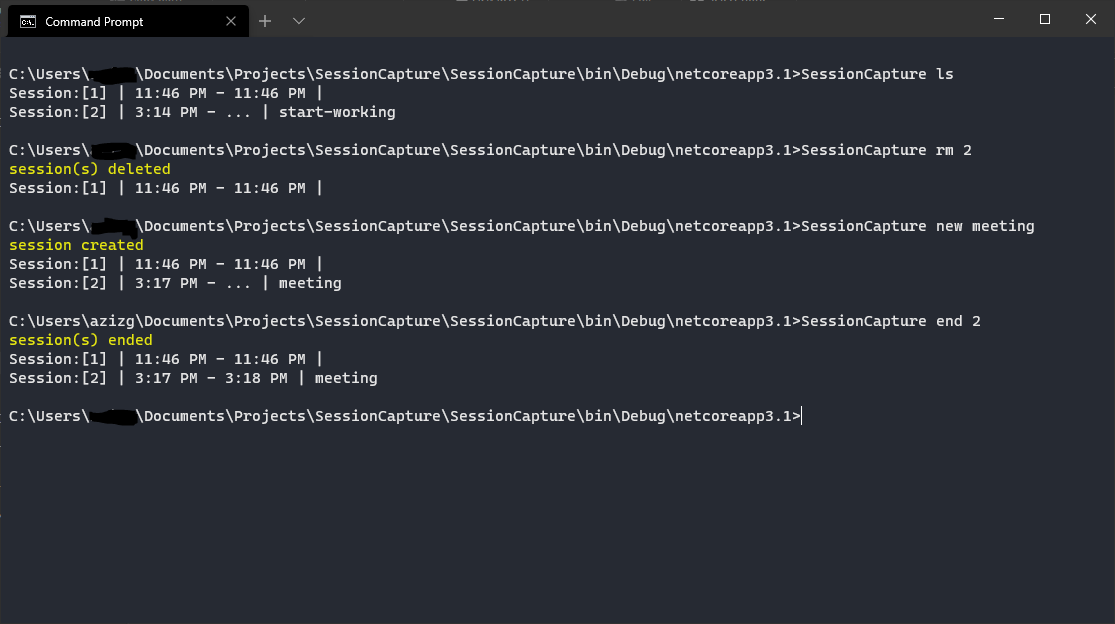 Command Prompt
C:\Users\ \Documents\Projects\SessionCapture\SessionCapture\bin\Debug\netcoreapp3.1>SessionCapture ls
Session:[1] | 11:46 PM - 11:46 PM |
Session:[2] | 3:14 PM - ... | start-working
C:\Users\ \Documents\Projects\SessionCapture\SessionCapture\bin\Debug\netcoreapp3.1>SessionCapture rm 2
session(s) deleted
Session:[1] | 11:46 PM - 11:46 PM |
C:\Users\ \Documents\Projects\SessionCapture\SessionCapture\bin\Debug\netcoreapp3.1>SessionCapture new meeting
session created
Session:[1] | 11:46 PM - 11:46 PM |
Session:[2] | 3:17 PM - ... | meeting
C:\Users\azizg\Documents\Projects\SessionCapture\SessionCapture\bin\Debug\netcoreapp3.1>SessionCapture end 2
session(s) ended
Session:[1] | 11:46 PM - 11:46 PM |
Session:[2] | 3:17 PM - 3:18 PM | meeting
C:\Users\ \Documents\Projects\SessionCapture\SessionCapture\bin\Debug\netcoreapp3.1>